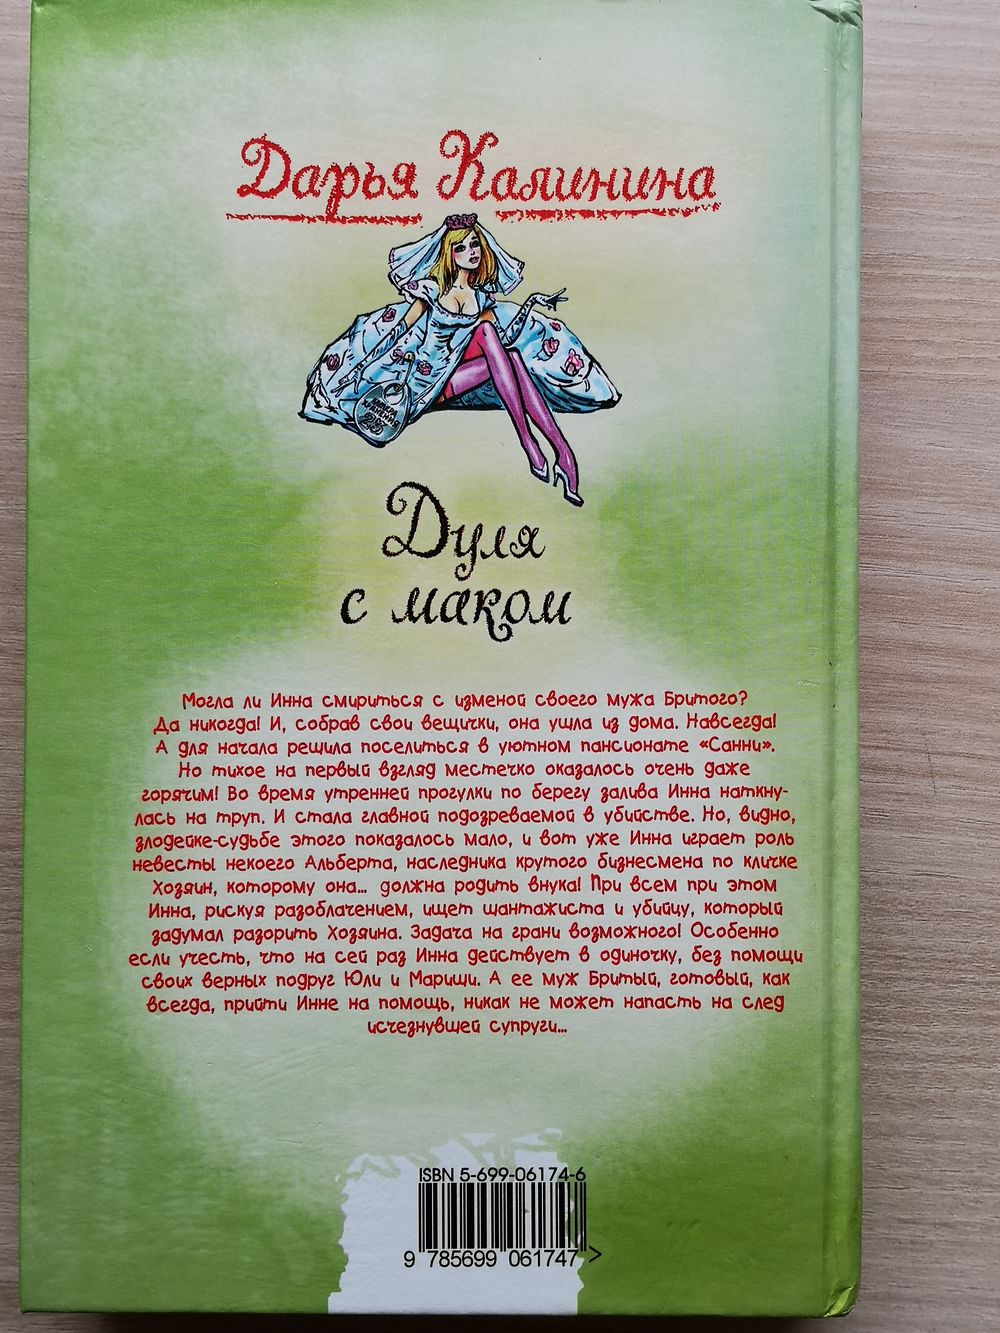 Дарья Калинина
Дуля
с маком
Могла ли Инна смириться с изменой своего мужа Бритого?
Да никогда! И, собрав свои вещички, она ушла из дома. Навсегда!
А для начала решила поселиться в уютном пансионате «Санни».
Но тихое на первый взгляд местечко оказалось очень даже
горячим! Во время утренней прогулки по берегу залива Инна наткну-
лась на труп. И стала главной подозреваемой в убийстве. Но, видно,
злодейке-судьбе этого показалось мало, и вот уже Инна играет роль
невесты некоего Альберта, наследника крутого бизнесмена по кличке
Хозяин, которому она... должна родить внука! При всем при этом
Инна, рискуя разоблачением, ищет шантажиста и убийцу, который
задумал разорить Хозяина. Задача на грани возможного! Особенно
если учесть, что на сей раз Инна действует в одиночку, без помощи
своих верных подруг Юли и Мариши. А ее муж Бритый, готовый, как
всегда, прийти Инне на помощь, никак не может напасть на след
исчезнувшей супруги...
ISBN 5-699-06174-6
9 785699 061747 >